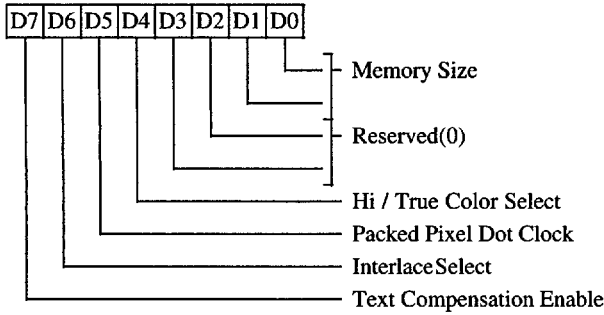 D7 D6 D5 D4 D3 D2 D1 D0
Memory Size
Reserved(0)
Hi / True Color Select
Packed Pixel Dot Clock
InterlaceSelect
Text Compensation Enable